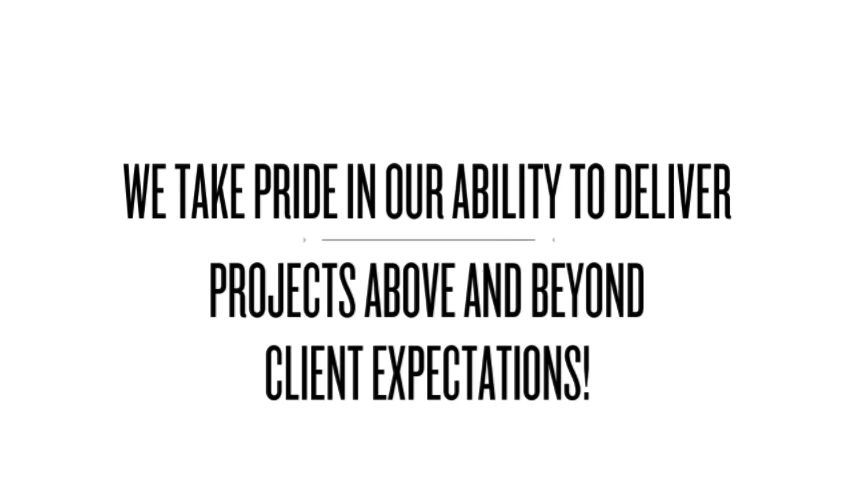 WE TAKE PRIDE IN OUR ABILITY TO DELIVER
PROJECTS ABOVE AND BEYOND
CLIENT EXPECTATIONS!